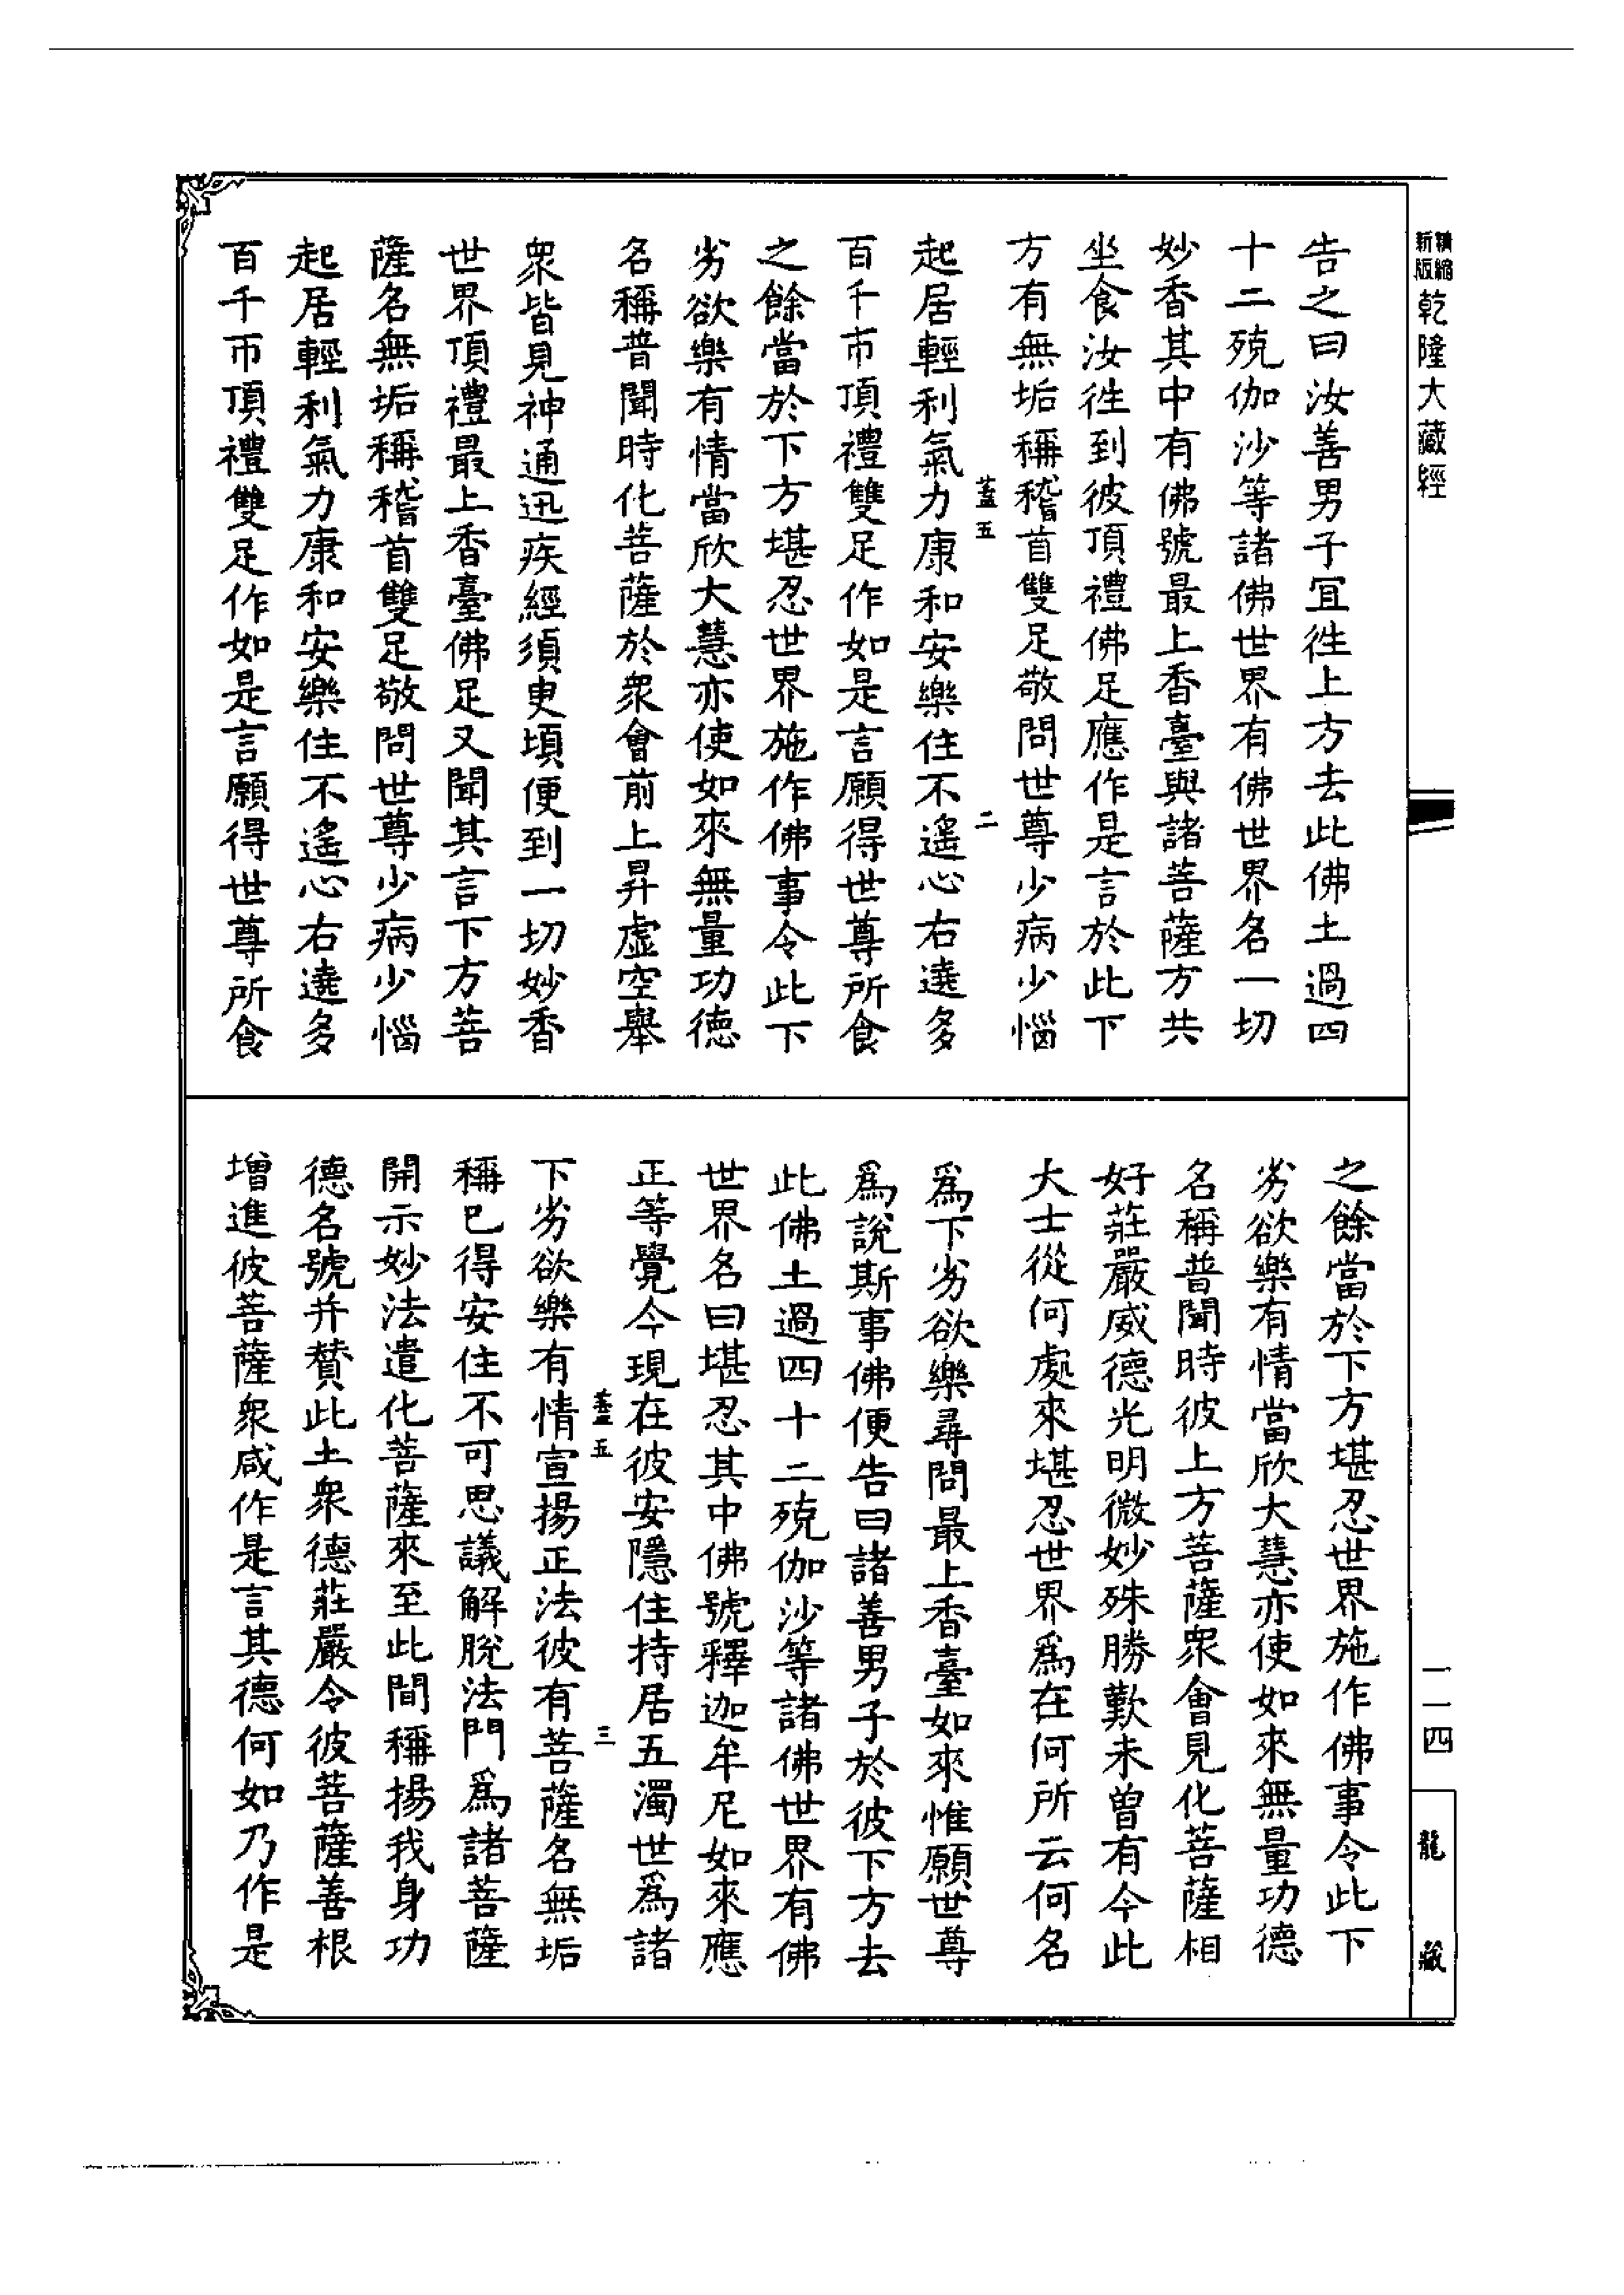 精縮新版乾隆大藏經
告之曰汝善男子宜徃上方去此佛土過四
十二殑伽沙等諸佛世界有佛世界名一切
妙香其中有佛號最上香臺與諸菩薩方共
坐食汝徃到彼頂禮佛足應作是言於此下
方有無垢稱稽首雙足敬問世尊少病少惱
蓋五 二
起居輕利氣力康和安樂住不遙心右遶多
百千帀頂禮雙足作如是言願得世尊所食
之餘當於下方堪忍世界施作佛事令此下
劣欲樂有情當欣大慧亦使如來無量功德
名稱普聞時化菩薩於衆會前上昇虛空舉
衆皆見神通迅疾經須臾頃便到一切妙香
世界頂禮最上香臺佛足又聞其言下方菩
薩名無垢稱稽首雙足敬問世尊少病少惱
起居輕利氣力康和安樂住不遙心右遶多
百千帀頂禮雙足作如是言願得世尊所食
之餘當於下方堪忍世界施作佛事令此下
劣欲樂有情當欣大慧亦使如來無量功德
名稱普聞時彼上方菩薩衆會見化菩薩相
好莊嚴威德光明微妙殊勝歎未曾有今此
大士從何處來堪忍世界爲在何所云何名
爲下劣欲樂尋問最上香臺如來惟願世尊
爲說斯事佛便告曰諸善男子於彼下方去
此佛土過四十二殑伽沙等諸佛世界有佛
世界名曰堪忍其中佛號釋迦牟尼如來應
正等覺今現在彼安隱住持居五濁世爲諸
蓋五 三
下劣欲樂有情宣揚正法彼有菩薩名無垢
稱已得安住不可思議解脫法門爲諸菩薩
開示妙法遣化菩薩來至此間稱揚我身功
德名號并贊此土衆德莊嚴令彼菩薩善根
增進彼菩薩衆咸作是言其德何如乃作是
一一四
龍藏